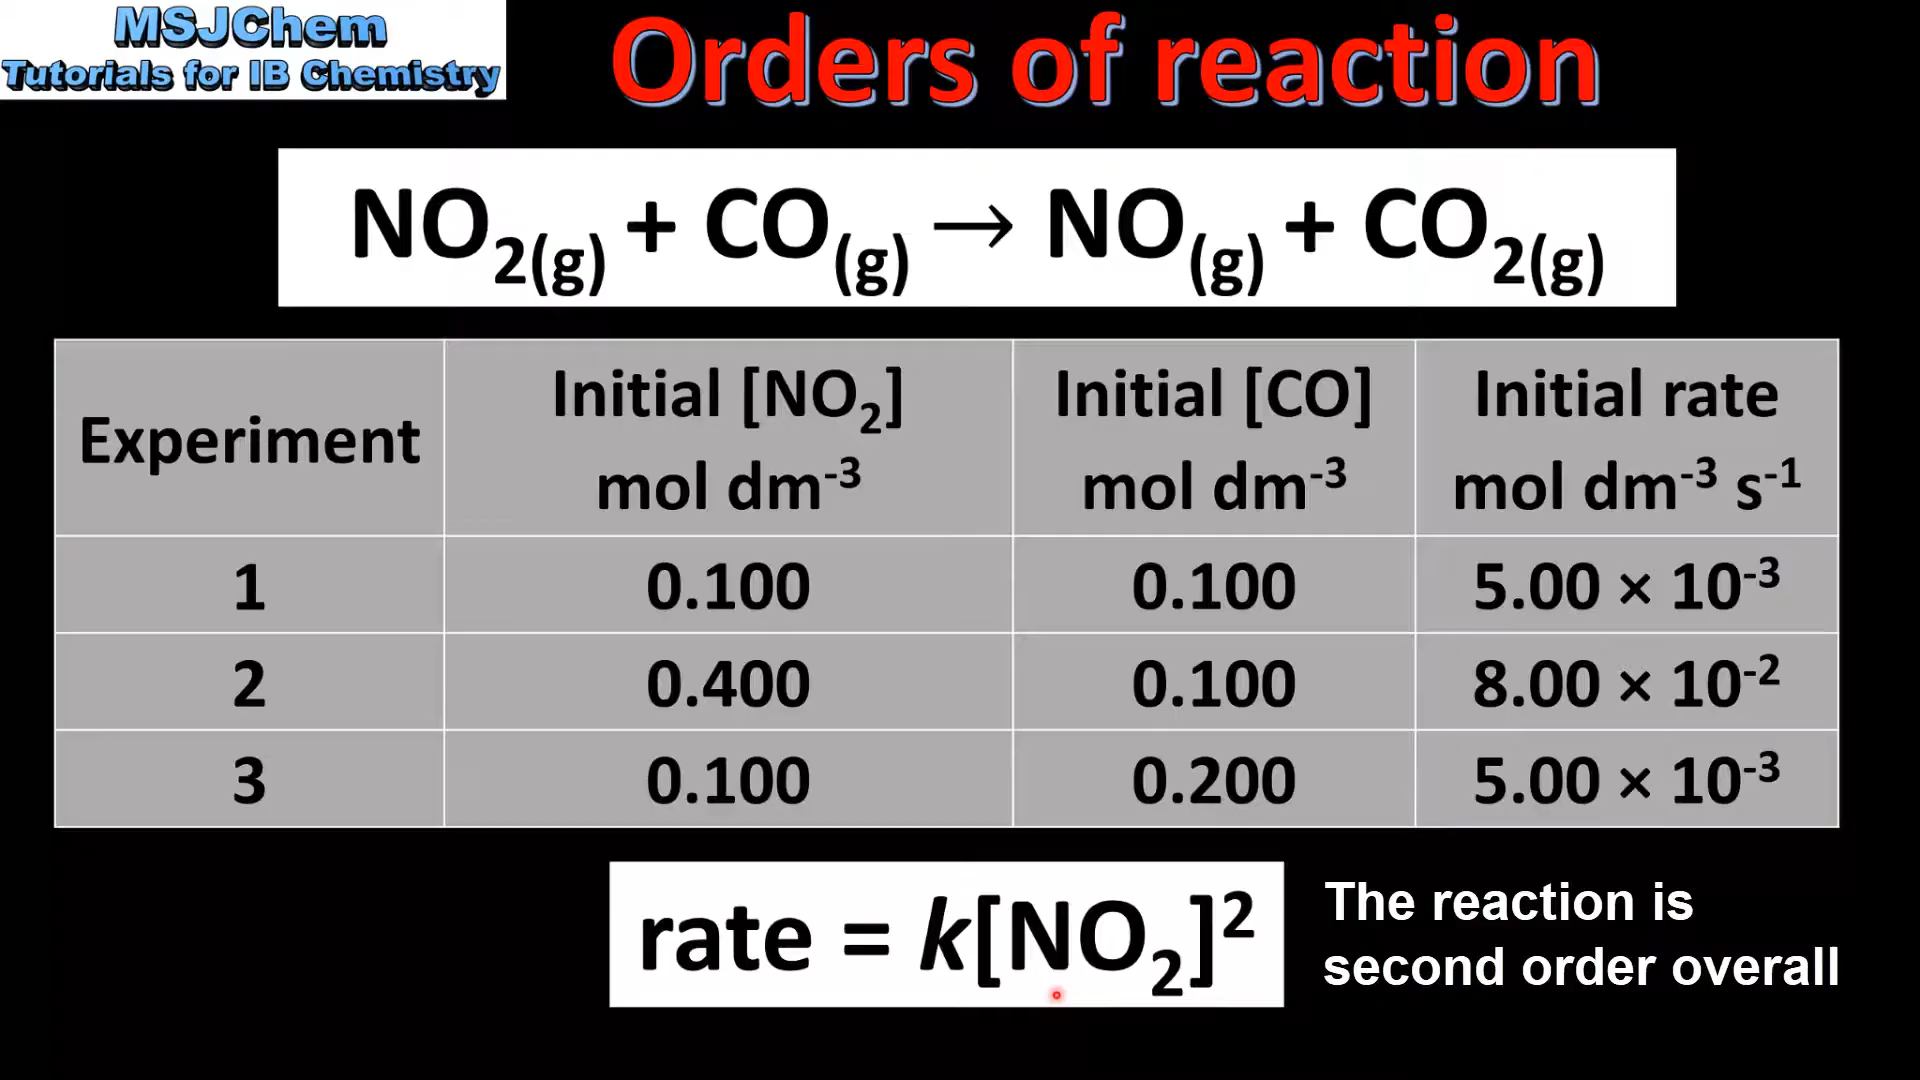 MSJChem
Tutorials for IB Chemistry
Orders of reaction
NO₂(g) + CO(g) → NO(g) + CO₂(g)
Experiment
Initial [NO₂]
mol dm⁻³
Initial [CO]
mol dm⁻³
Initial rate
mol dm⁻³ s⁻¹
1 0.100 0.100 5.00 × 10⁻³
2 0.400 0.100 8.00 × 10⁻²
3 0.100 0.200 5.00 × 10⁻³
rate = k[NO₂]²
The reaction is
second order overall